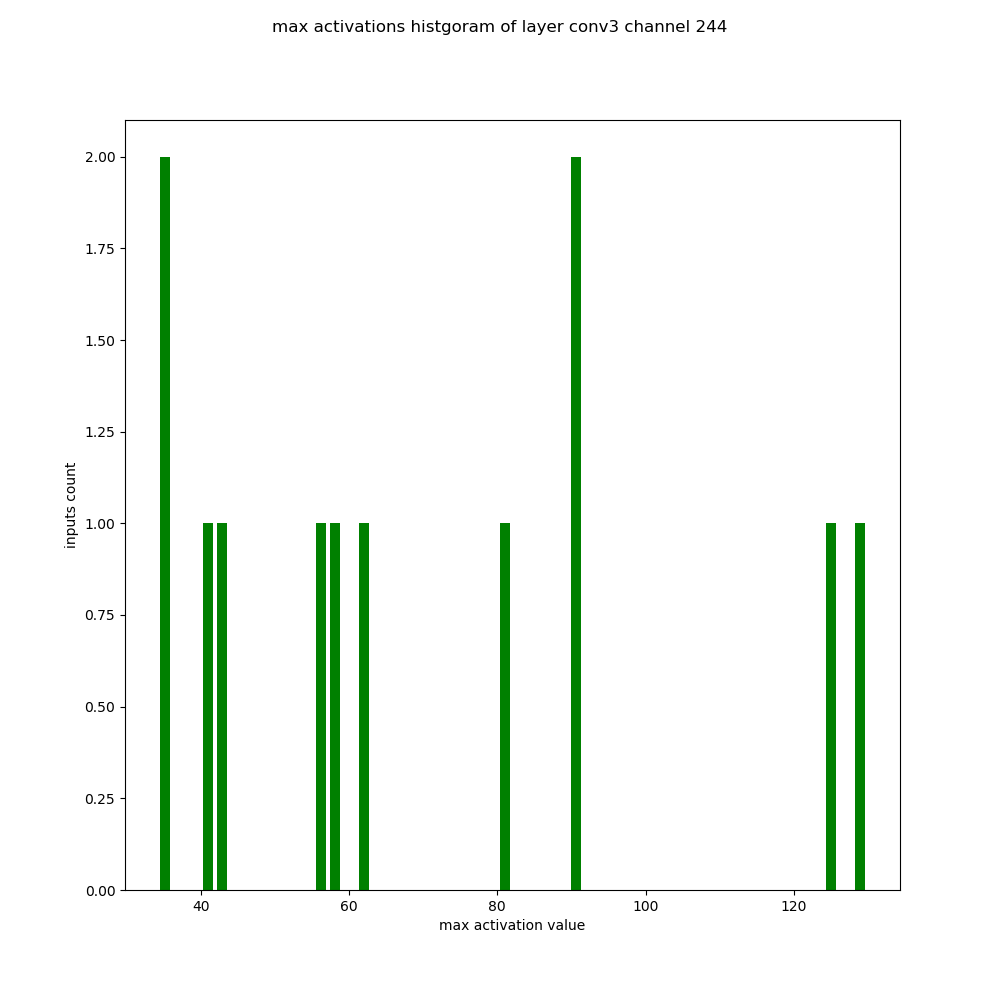 max activations histgoram of layer conv3 channel 244
2.00
1.75
1.50
1.25
1.00
0.75
0.50
0.25
0.00
inputs count
40 60 80 100 120
max activation value